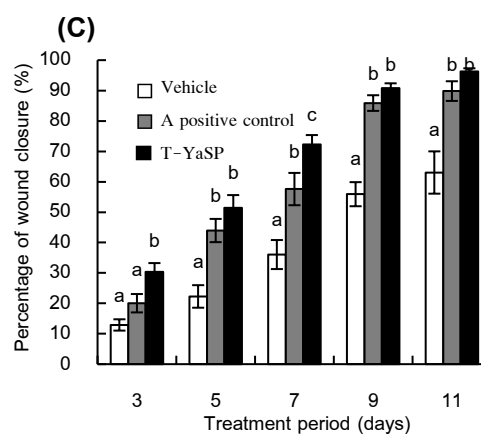 (C)
Percentage of wound closure (%)
100
90
80
70
60
50
40
30
20
10
0
Vehicle
A positive control
T-YaSP
a a b
a b b
a b c
a b b
a b b
3 5 7 9 11
Treatment period (days)